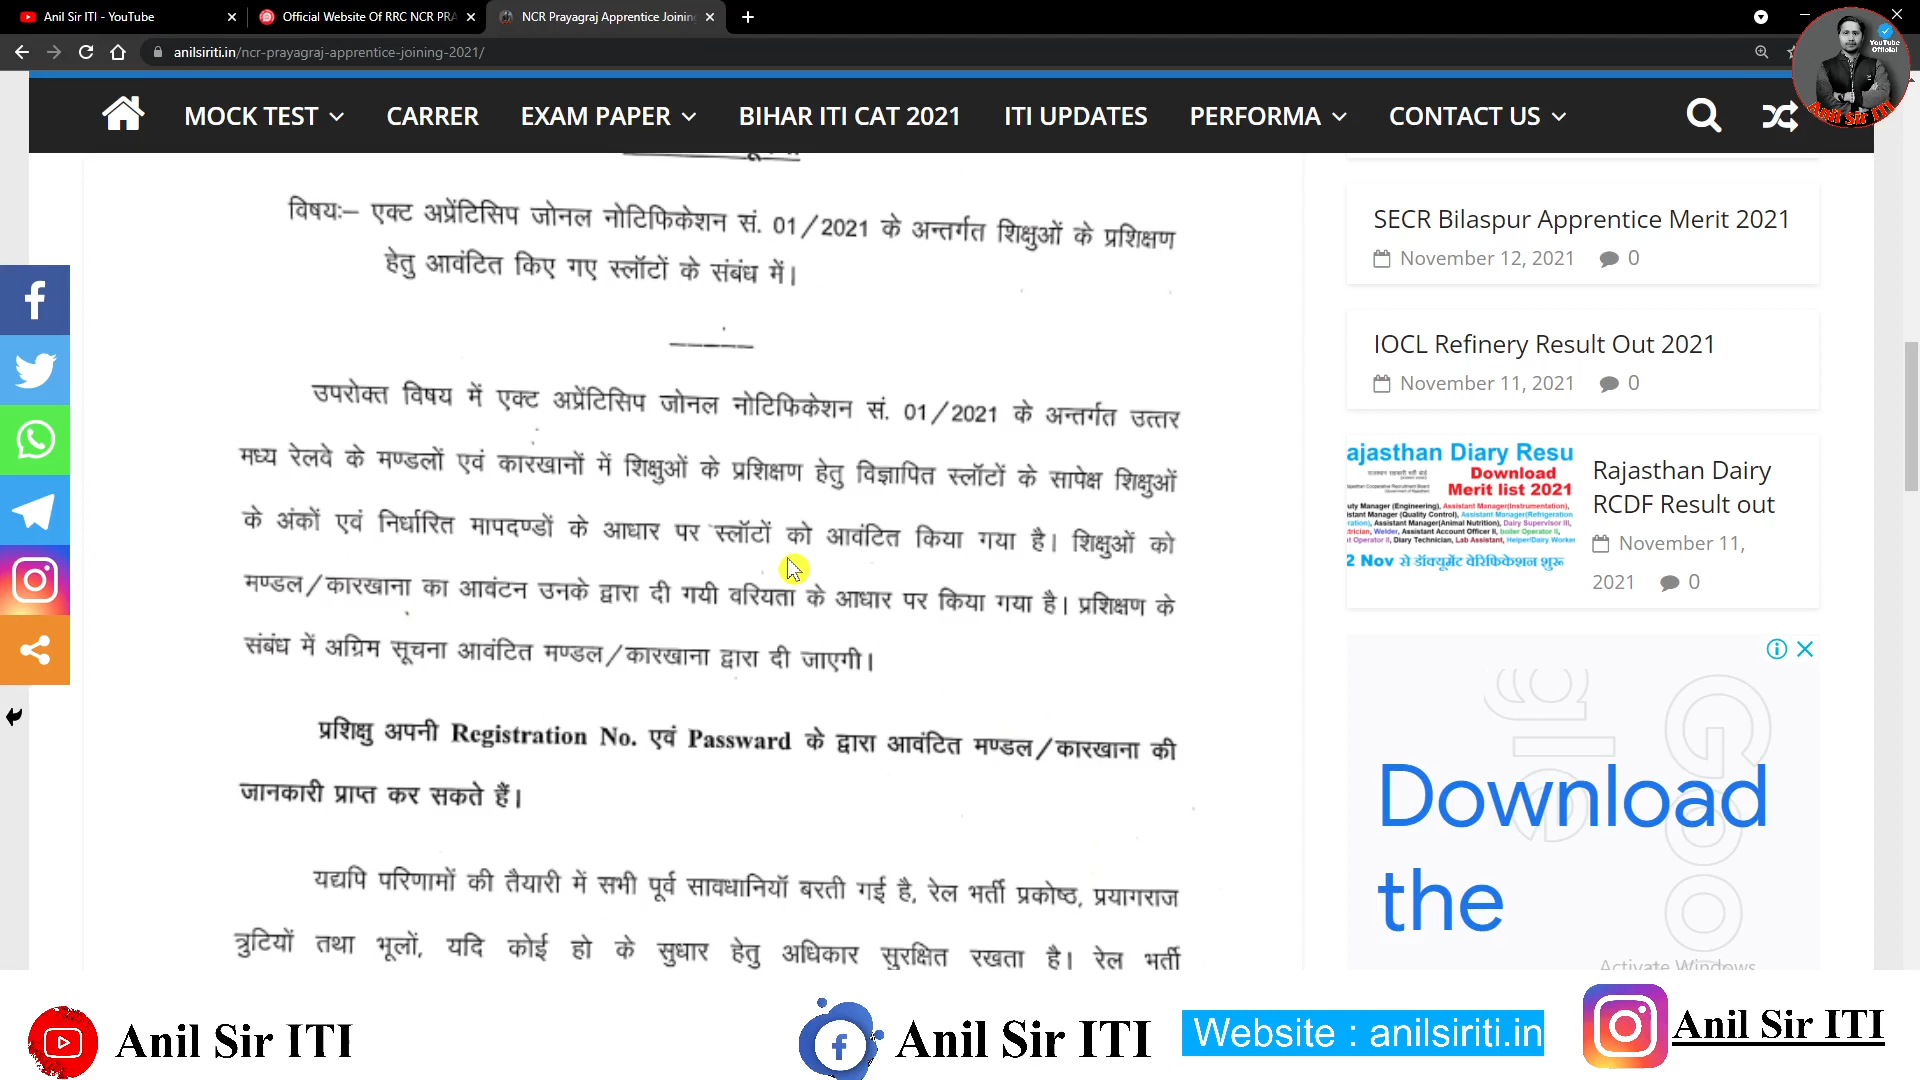 Anil Sir ITI - YouTube
Official Website Of RRC NCR PRA
NCR Prayagraj Apprentice Joinin
anilsiriti.in/ncr-prayagraj-apprentice-joining-2021/
YouTube
Official
Anil Sir ITI
MOCK TEST
CARRER
EXAM PAPER
BIHAR ITI CAT 2021
ITI UPDATES
PERFORMA
CONTACT US
विषयः– एक्ट अप्रेंटिसिप जोनल नोटिफिकेशन सं. 01/2021 के अन्तर्गत शिक्षुओं के प्रशिक्षण
हेतु आवंटित किए गए स्लॉटों के संबंध में।
उपरोक्त विषय में एक्ट अप्रेंटिसिप जोनल नोटिफिकेशन सं. 01/2021 के अन्तर्गत उत्तर
मध्य रेलवे के मण्डलों एवं कारखानों में शिक्षुओं के प्रशिक्षण हेतु विज्ञापित स्लॉटों के सापेक्ष शिक्षुओं
के अंकों एवं निर्धारित मापदण्डों के आधार पर स्लॉटों को आवंटित किया गया है। शिक्षुओं को
मण्डल/कारखाना का आवंटन उनके द्वारा दी गयी वरियता के आधार पर किया गया है। प्रशिक्षण के
संबंध में अग्रिम सूचना आवंटित मण्डल/कारखाना द्वारा दी जाएगी।
प्रशिक्षु अपनी Registration No. एवं Passward के द्वारा आवंटित मण्डल/कारखाना की
जानकारी प्राप्त कर सकते हैं।
यद्यपि परिणामों की तैयारी में सभी पूर्व सावधानियॉ बरती गई है, रेल भर्ती प्रकोष्ठ, प्रयागराज
त्रुटियों तथा भूलों, यदि कोई हो के सुधार हेतु अधिकार सुरक्षित रखता है। रेल भर्ती
SECR Bilaspur Apprentice Merit 2021
November 12, 2021 0
IOCL Refinery Result Out 2021
November 11, 2021 0
ajasthan Diary Resu
Download
Merit list 2021
2 Nov से डॉक्यूमेंट वेरिफिकेशन शुरू
Rajasthan Dairy
RCDF Result out
November 11,
2021 0
Download
the
Activate Windows
Anil Sir ITI
Anil Sir ITI
Website : anilsiriti.in
Anil Sir ITI